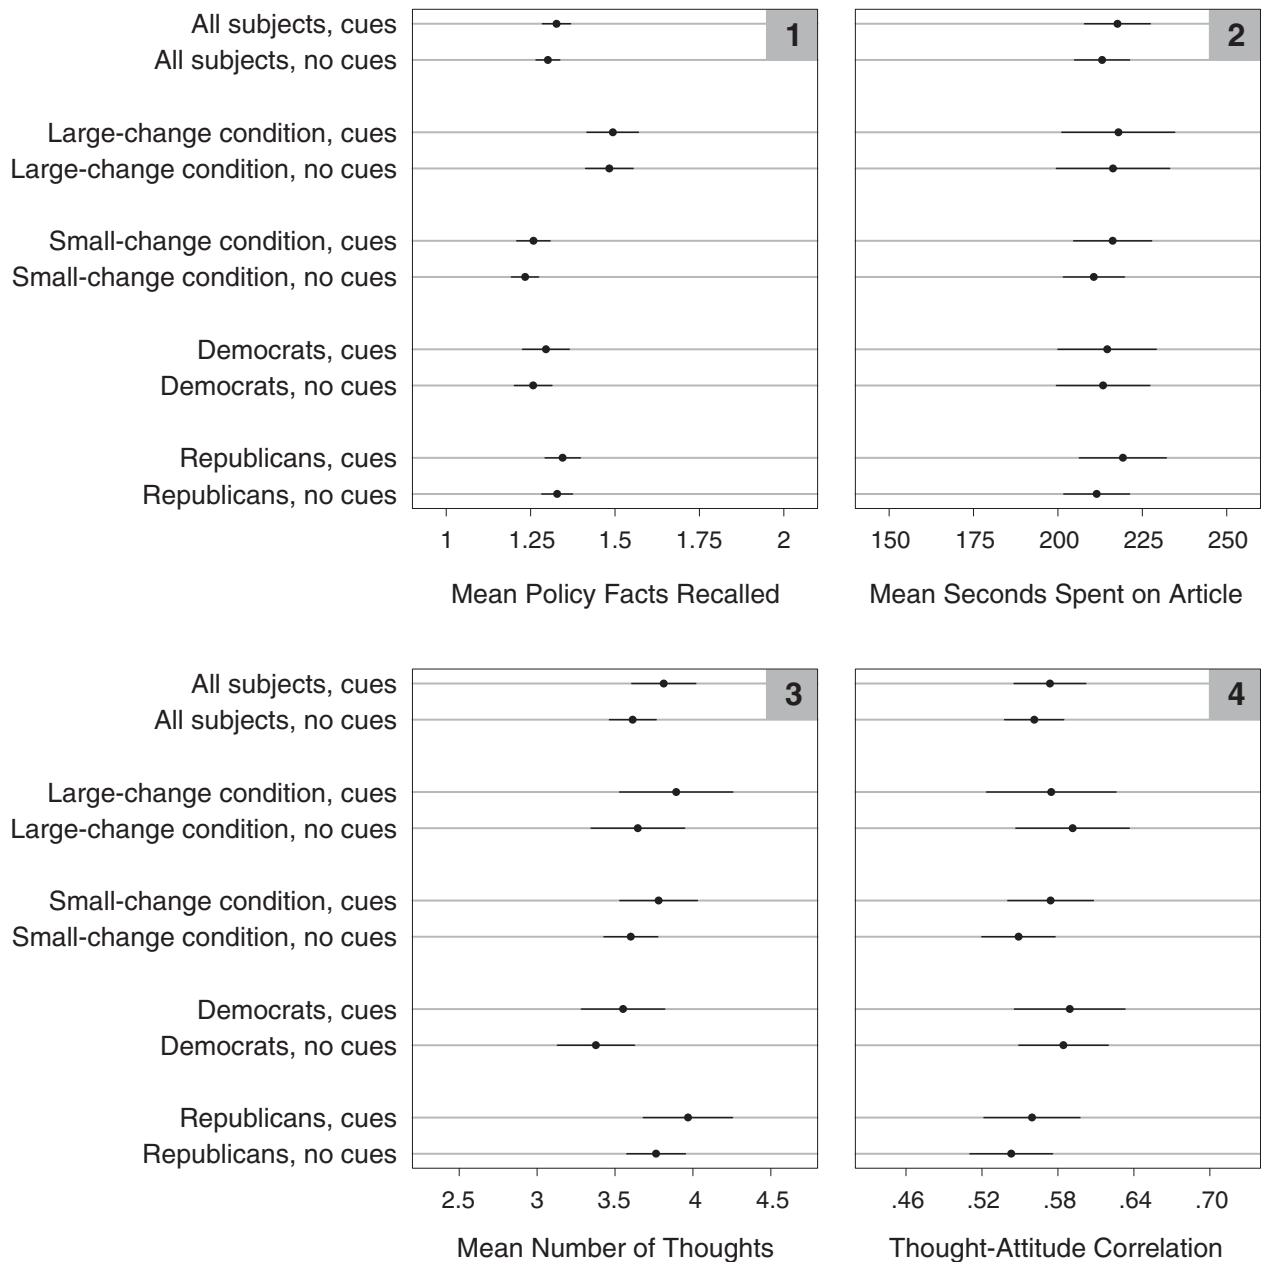 All subjects, cues
All subjects, no cues
Large-change condition, cues
Large-change condition, no cues
Small-change condition, cues
Small-change condition, no cues
Democrats, cues
Democrats, no cues
Republicans, cues
Republicans, no cues
1
1 1.25 1.5 1.75 2
Mean Policy Facts Recalled
2
150 175 200 225 250
Mean Seconds Spent on Article
All subjects, cues
All subjects, no cues
Large-change condition, cues
Large-change condition, no cues
Small-change condition, cues
Small-change condition, no cues
Democrats, cues
Democrats, no cues
Republicans, cues
Republicans, no cues
3
2.5 3 3.5 4 4.5
Mean Number of Thoughts
4
.46 .52 .58 .64 .70
Thought-Attitude Correlation